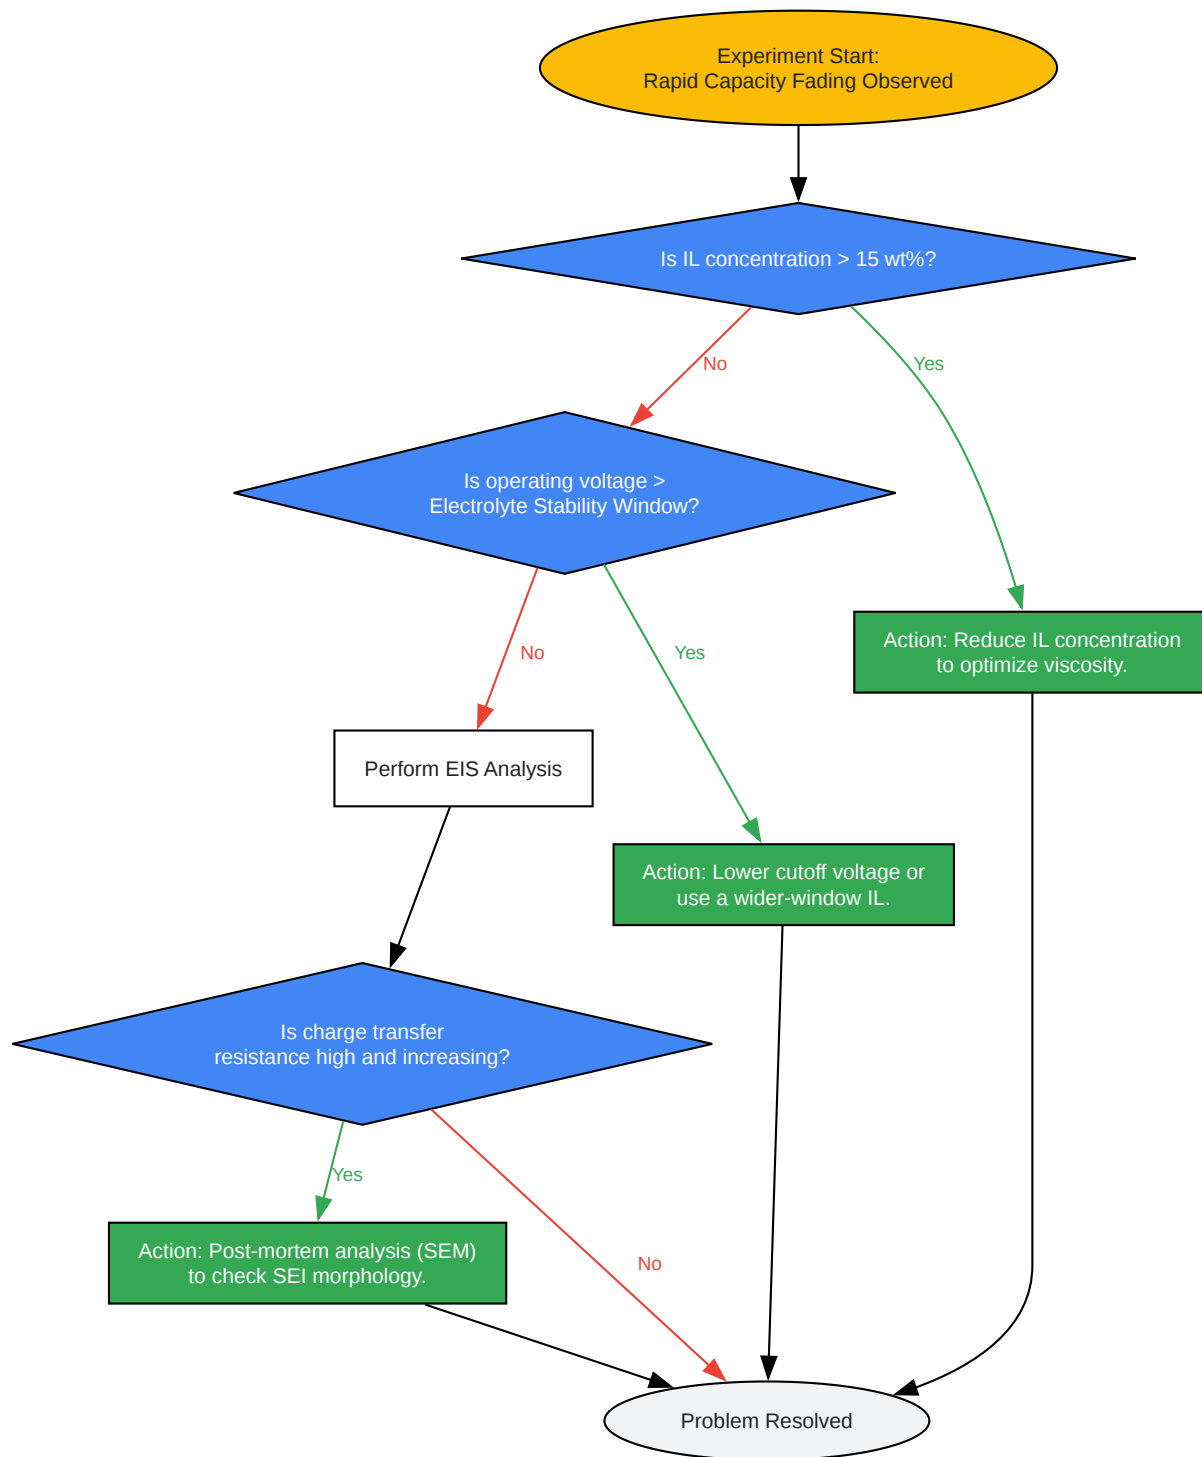 Experiment Start:
Rapid Capacity Fading Observed
Is IL concentration > 15 wt%?
No
Yes
Is operating voltage >
Electrolyte Stability Window?
Action: Reduce IL concentration
to optimize viscosity.
No
Yes
Perform EIS Analysis
Action: Lower cutoff voltage or
use a wider-window IL.
Is charge transfer
resistance high and increasing?
Yes
Action: Post-mortem analysis (SEM)
to check SEI morphology.
No
Problem Resolved